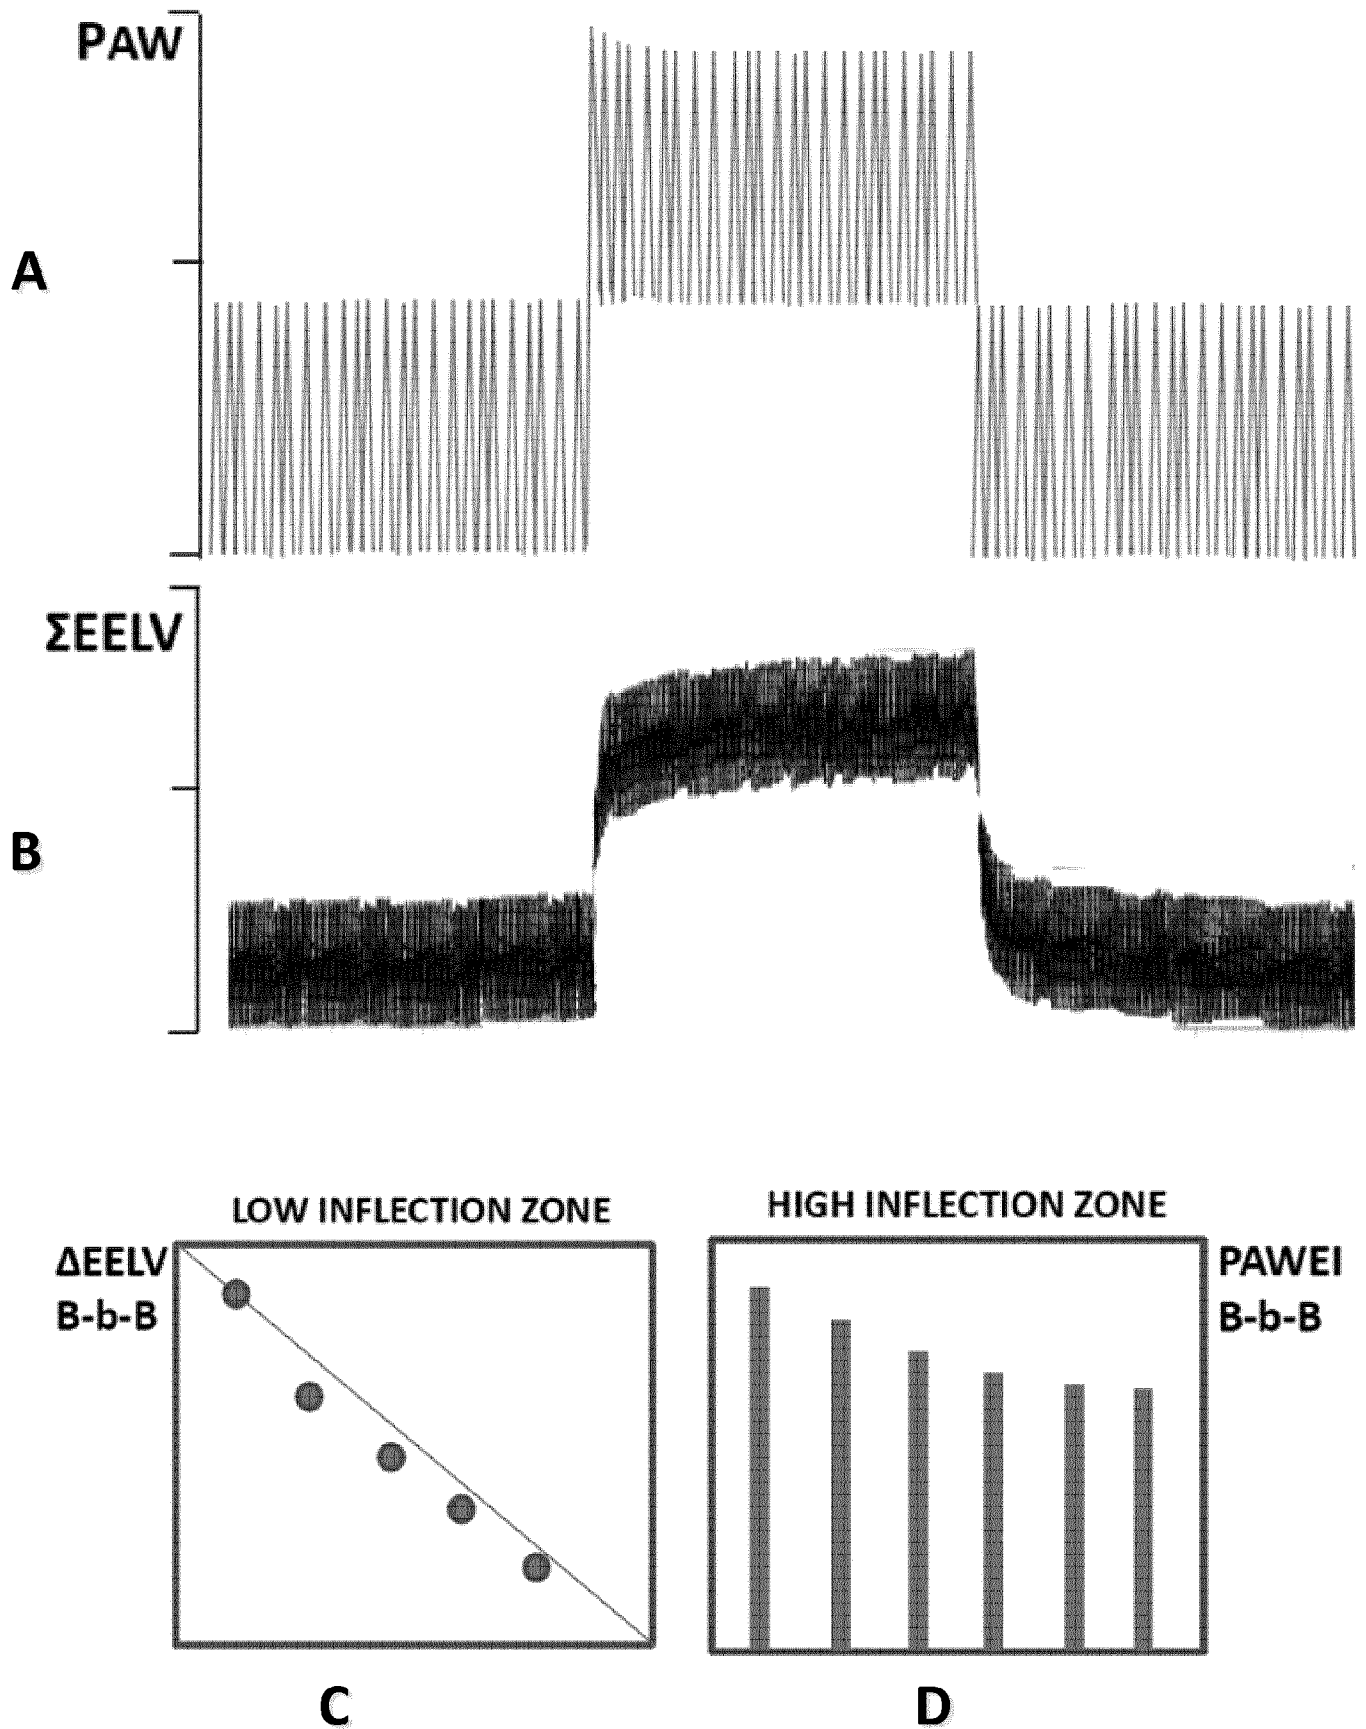 PAW
A
ΣEELV
B
LOW INFLECTION ZONE
HIGH INFLECTION ZONE
ΔEELV
B-b-B
PAWEI
B-b-B
C
D